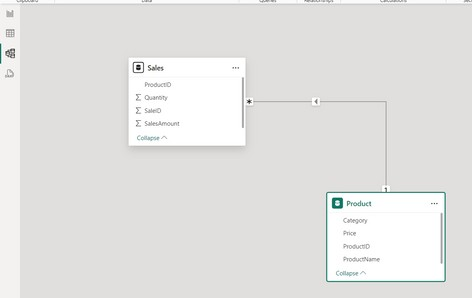 Clipboard
Data
Queries
Relationships
Calculations
Sales
ProductID
Quantity
SaleID
SalesAmount
Collapse
*
1
Product
Category
Price
ProductID
ProductName
Collapse